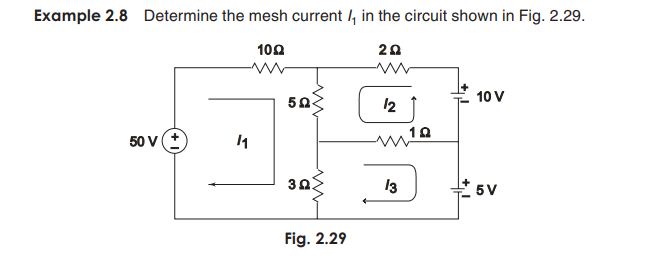 Example 2.8 Determine the mesh current I₁ in the circuit shown in Fig. 2.29.
10Ω 2Ω
5Ω I2 10 V
50 V I1 1Ω
3Ω I3 5V
Fig. 2.29